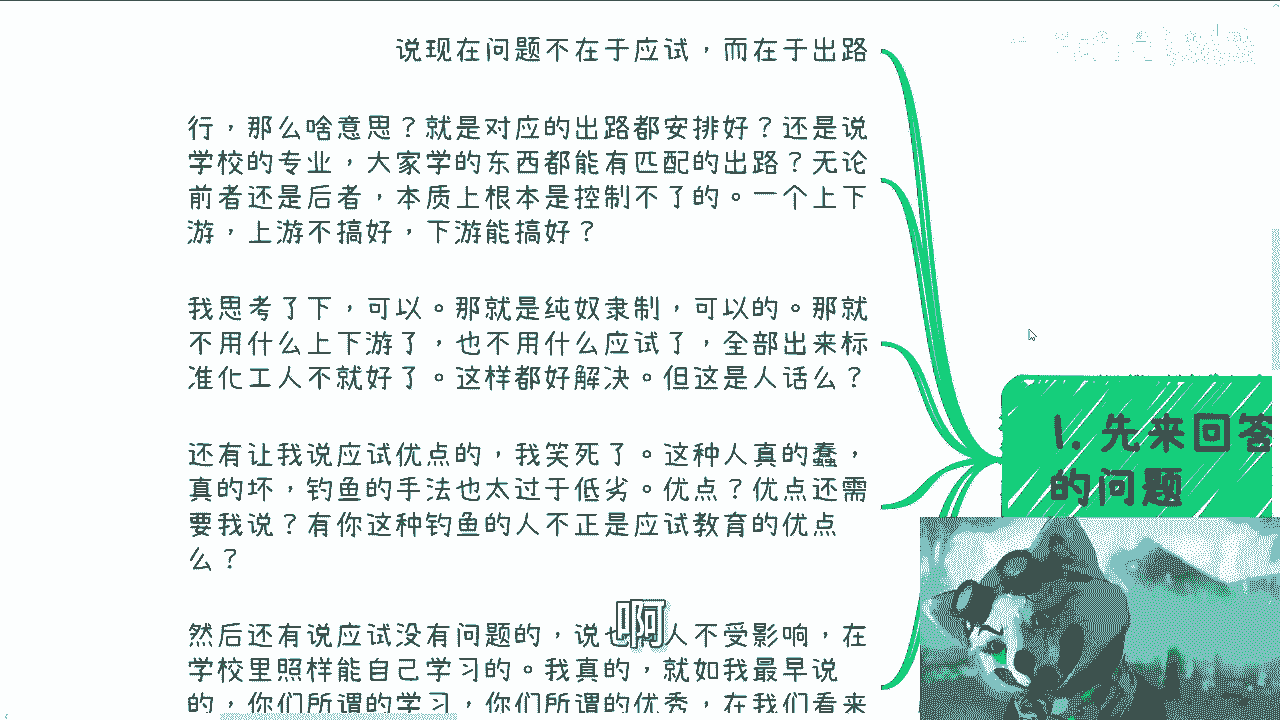 说现在问题不在于应试，而在于出路
行，那么啥意思？就是对应的出路都安排好？还是说
学校的专业，大家学的东西都能有匹配的出路？无论
前者还是后者，本质上根本是控制不了的。一个上下
游，上游不搞好，下游能搞好？
我思考了下，可以。那就是纯奴隶制，可以的。那就
不用什么上下游了，也不用什么应试了，全部出来标
准化工人不就好了。这样都好解决。但这是人话么？
还有让我说应试优点的，我笑死了。这种人真的蠢，
真的坏，钓鱼的手法也太过于低劣。优点？优点还需
要我说？有你这种钓鱼的人不正是应试教育的优点
么？
然后还有说应试没有问题的，说也人不受影响，在
学校里照样能自己学习的。我真的，就如我最早说
的，你们所谓的学习，你们所谓的优秀，在我们看来
1. 先来回答
的问题
啊